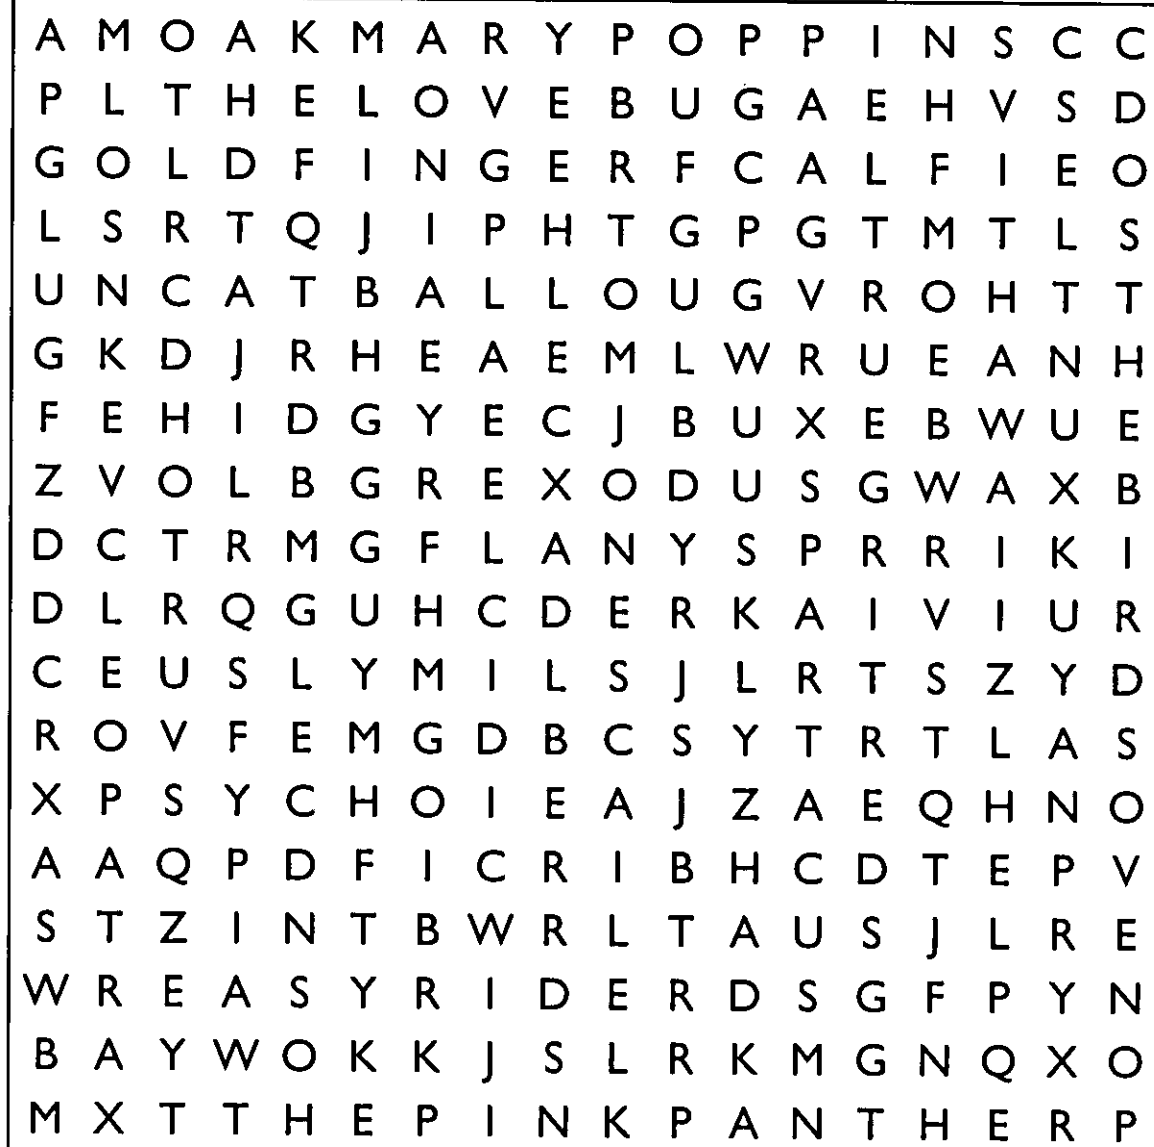 A M O A K M A R Y P O P P I N S C C
P L T H E L O V E B U G A E H V S D
G O L D F I N G E R F C A L F I E O
L S R T Q J I P H T G P G T M T L S
U N C A T B A L L O U G V R O H T T
G K D J R H E A E M L W R U E A N H
F E H I D G Y E C J B U X E B W U E
Z V O L B G R E X O D U S G W A X B
D C T R M G F L A N Y S P R R I K I
D L R Q G U H C D E R K A I V I U R
C E U S L Y M I L S J L R T S Z Y D
R O V F E M G D B C S Y T R T L A S
X P S Y C H O I E A J Z A E Q H N O
A A Q P D F I C R I B H C D T E P V
S T Z I N T B W R L T A U S J L R E
W R E A S Y R I D E R D S G F P Y N
B A Y W O K K J S L R K M G N Q X O
M X T T H E P I N K P A N T H E R P